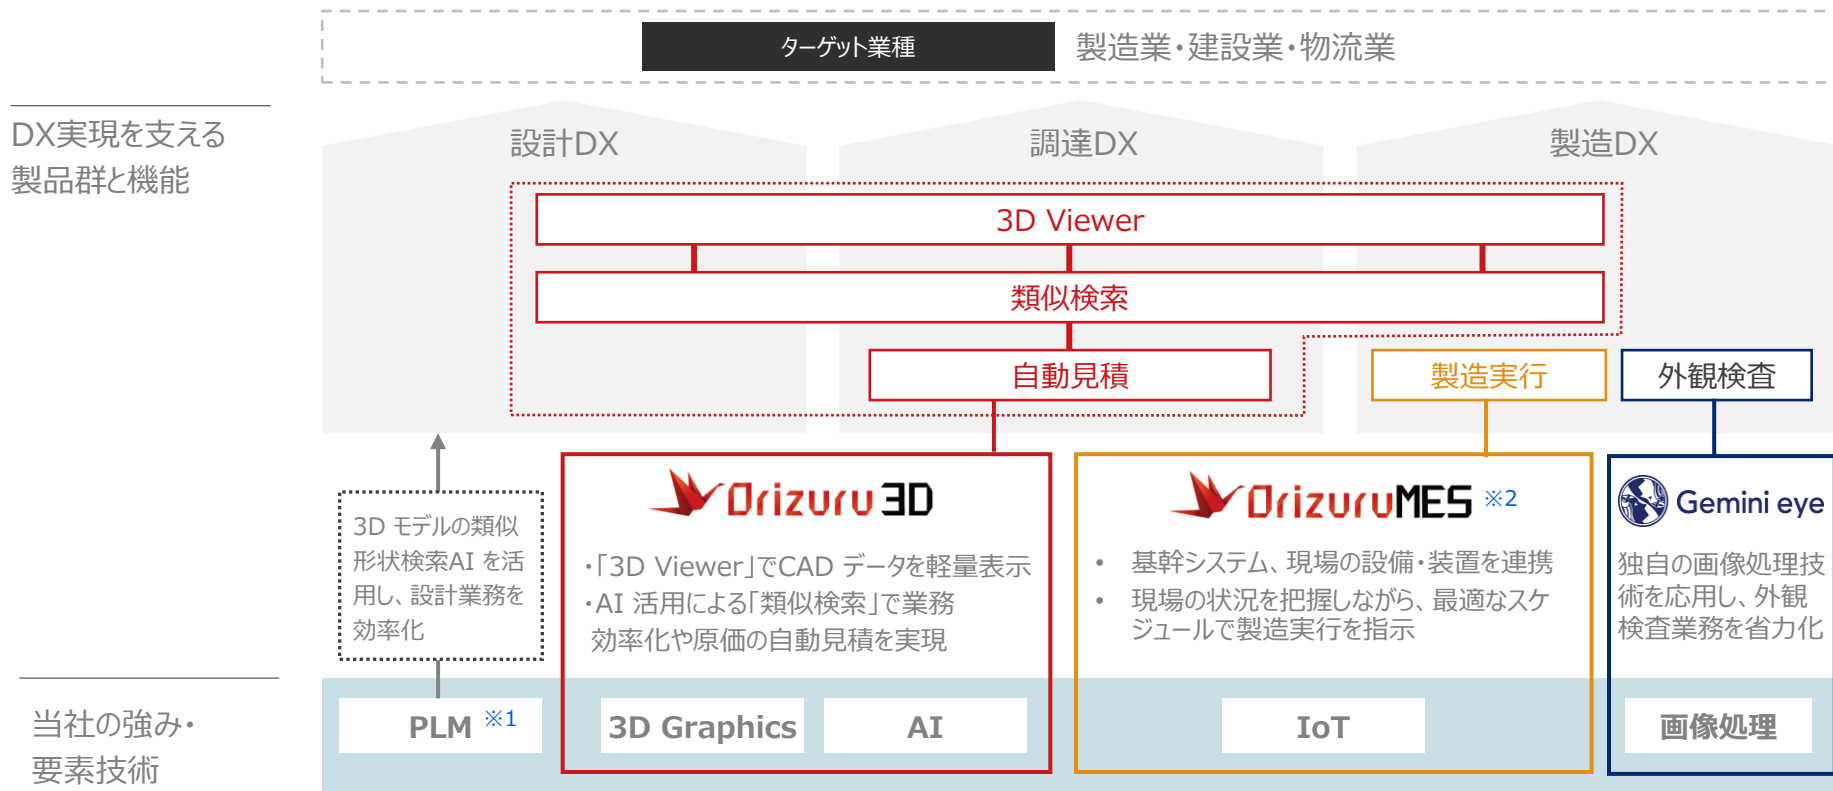 ターゲット業種
製造業・建設業・物流業
DX実現を支える
製品群と機能
設計DX
調達DX
製造DX
3D Viewer
類似検索
自動見積
製造実行
外観検査
3D モデルの類似
形状検索AI を活
用し、設計業務を
効率化
Orizuru 3D
・「3D Viewer」でCAD データを軽量表示
・AI 活用による「類似検索」で業務
効率化や原価の自動見積を実現
OrizuruMES ※2
• 基幹システム、現場の設備・装置を連携
• 現場の状況を把握しながら、最適なスケ
ジュールで製造実行を指示
Gemini eye
独自の画像処理技
術を応用し、外観
検査業務を省力化
当社の強み・
要素技術
PLM ※1
3D Graphics
AI
IoT
画像処理